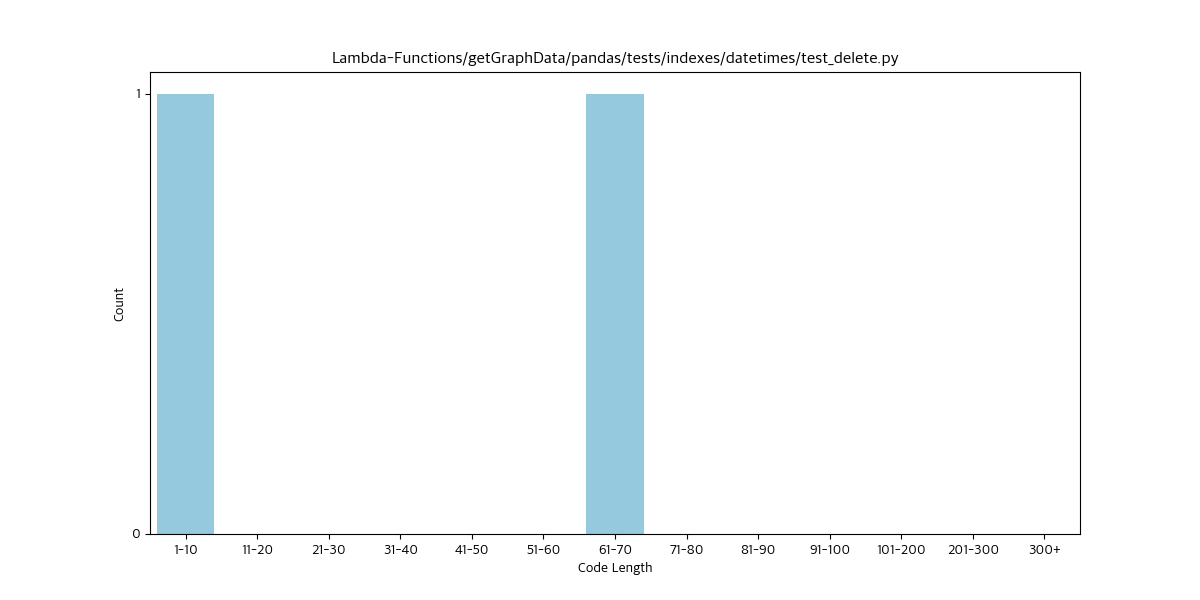 Lambda-Functions/getGraphData/pandas/tests/indexes/datetimes/test_delete.py
1
Count
0
1-10 11-20 21-30 31-40 41-50 51-60 61-70 71-80 81-90 91-100 101-200 201-300 300+
Code Length